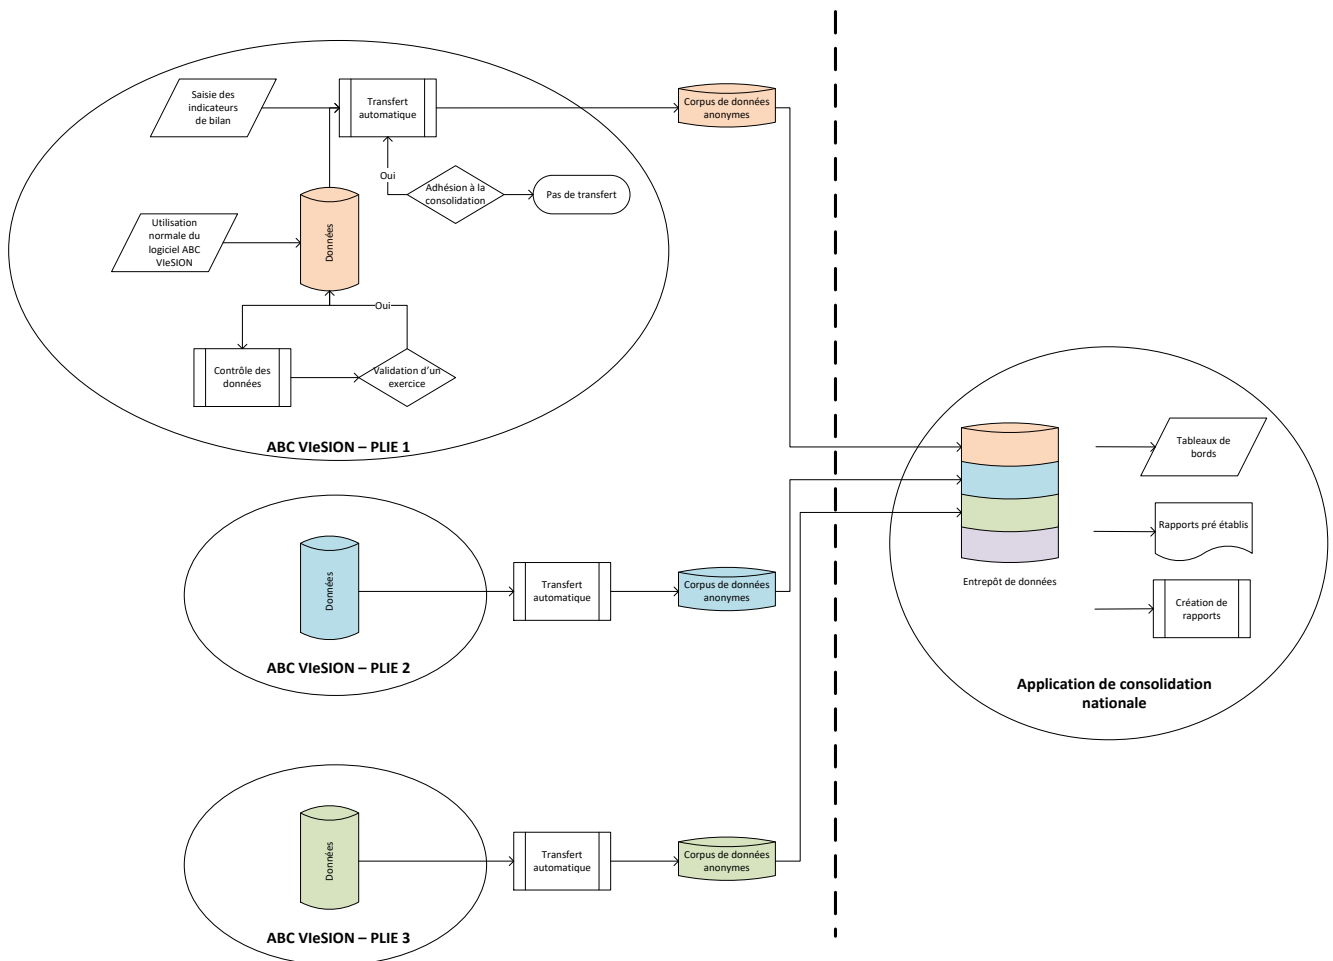 Saisie des
indicateurs
de bilan
Transfert
automatique
Corpus de données
anonymes
Oui
Adhésion à la
consolidation
Pas de transfert
Utilisation
normale du
logiciel ABC
VIeSION
Données
Oui
Contrôle des
données
Validation d'un
exercice
ABC VIeSION – PLIE 1
Données
Transfert
automatique
Corpus de données
anonymes
ABC VIeSION – PLIE 2
Données
Transfert
automatique
Corpus de données
anonymes
ABC VIeSION – PLIE 3
Entrepôt de données
Tableaux de
bords
Rapports pré établis
Création de
rapports
Application de consolidation
nationale